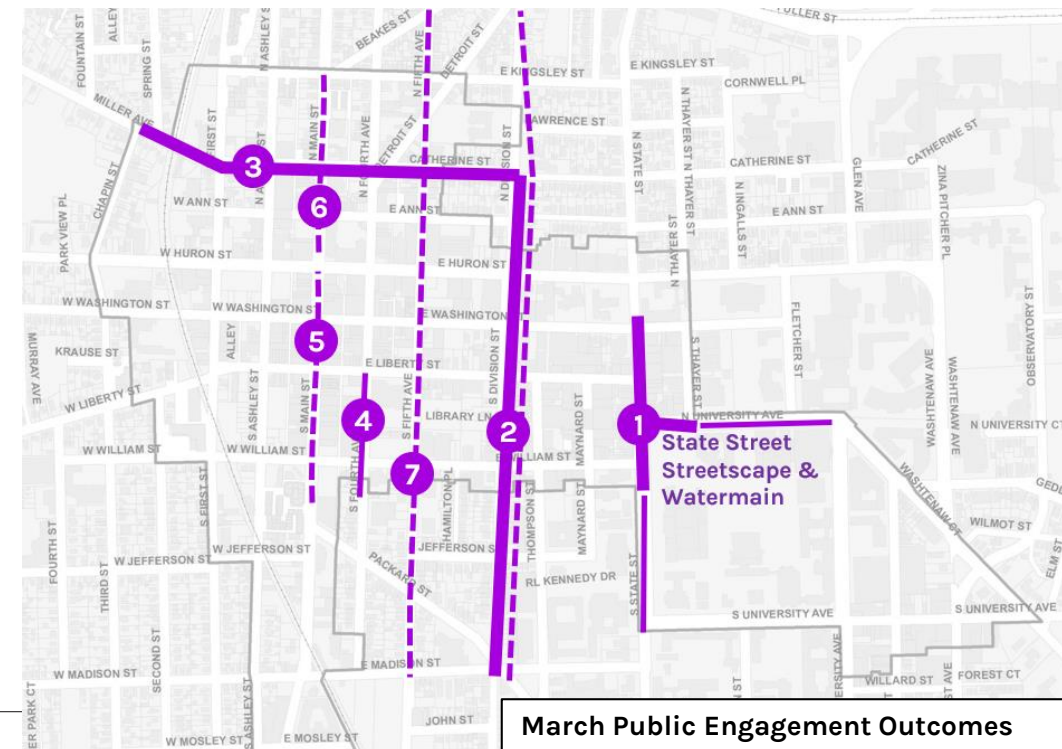 FULLER ST
FOUNTAIN ST
ALLEY
SPRING ST
N ASHLEY ST
BEAKES ST
N FIFTH AVE
DETROIT ST
E KINGSLEY ST
E KINGSLEY ST
CORNWELL PL
MILLER AVE
FIRST ST
N MAIN ST
N FOURTH AVE
DETROIT ST
N DIVISION ST
LAWRENCE ST
N STATE ST
N THAYER ST
N THAYER ST
CATHERINE ST
CATHERINE ST
CATHERINE ST
GLEN AVE
ZINA PITCHER PL
3
CHAPIN ST
PARK VIEW PL
W ANN ST
6
E ANN ST
N INGALLS ST
E ANN ST
W HURON ST
E HURON ST
N THAYER ST
W WASHINGTON ST
W WASHINGTON ST
E WASHINGTON ST
FLETCHER ST
OBSERVATORY ST
MURRAY AVE
KRAUSE ST
ALLEY
5
E LIBERTY ST
S DIVISION ST
S THAYER ST
WASHTENAW AVE
WASHTENAW AVE
W LIBERTY ST
S ASHLEY ST
S MAIN ST
4
S FIFTH AVE
LIBRARY LN
2
MAYNARD ST
1
N UNIVERSITY AVE
N UNIVERSITY CT
State Street
Streetscape &
Watermain
W WILLIAM ST
W WILLIAM ST
E WILLIAM ST
S FOURTH AVE
7
HAMILTON PL
S FIRST ST
THOMPSON ST
MAYNARD ST
WASHTENAW CT
WILMOT ST
ELM ST
FOURTH ST
THIRD ST
W JEFFERSON ST
W JEFFERSON ST
JEFFERSON ST
PACKARD ST
RL KENNEDY DR
S STATE ST
S UNIVERSITY AVE
S UNIVERSITY AVE
W MADISON ST
SECOND ST
E MADISON ST
WILLARD ST
FOREST CT
S ASHLEY ST
W MOSLEY ST
E MOSLEY ST
JOHN ST
March Public Engagement Outcomes